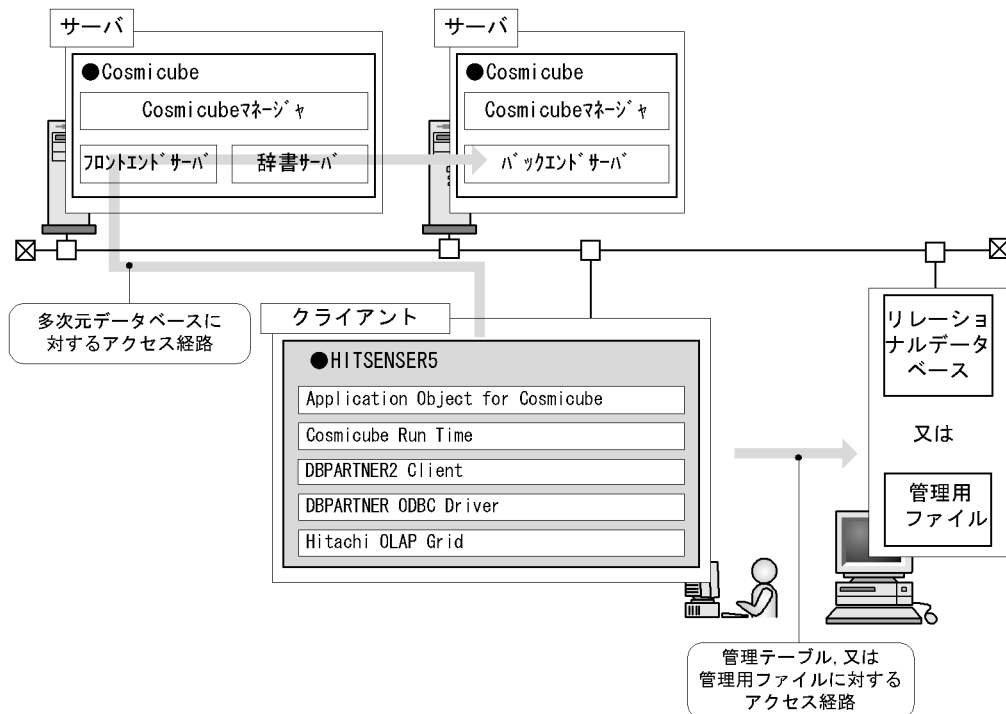 サーバ
●Cosmicube
Cosmicubeﾏﾈｰｼﾞｬ
ﾌﾛﾝﾄｴﾝﾄﾞｻｰﾊﾞ
辞書ｻｰﾊﾞ
サーバ
●Cosmicube
Cosmicubeﾏﾈｰｼﾞｬ
ﾊﾞｯｸｴﾝﾄﾞｻｰﾊﾞ
多次元データベースに
対するアクセス経路
クライアント
●HITSENSER5
Application Object for Cosmicube
Cosmicube Run Time
DBPARTNER2 Client
DBPARTNER ODBC Driver
Hitachi OLAP Grid
リレーショ
ナルデータ
ベース
又は
管理用
ファイル
管理テーブル,又は
管理用ファイルに対する
アクセス経路